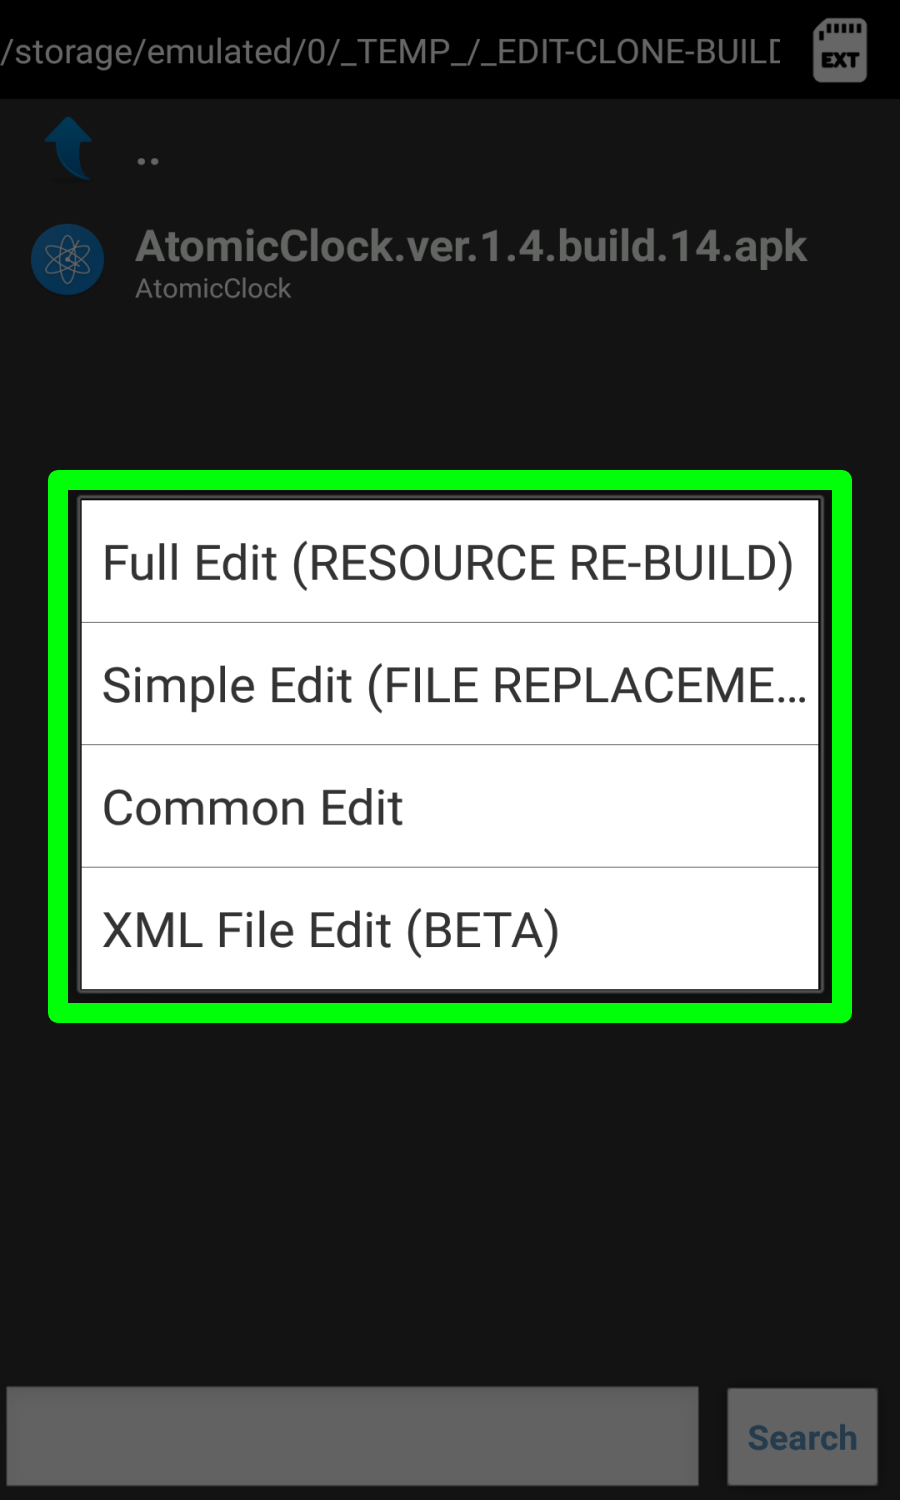 /storage/emulated/0/_TEMP_/_EDIT-CLONE-BUILD
EXT
..
AtomicClock.ver.1.4.build.14.apk
AtomicClock
Full Edit (RESOURCE RE-BUILD)
Simple Edit (FILE REPLACEME...
Common Edit
XML File Edit (BETA)
Search